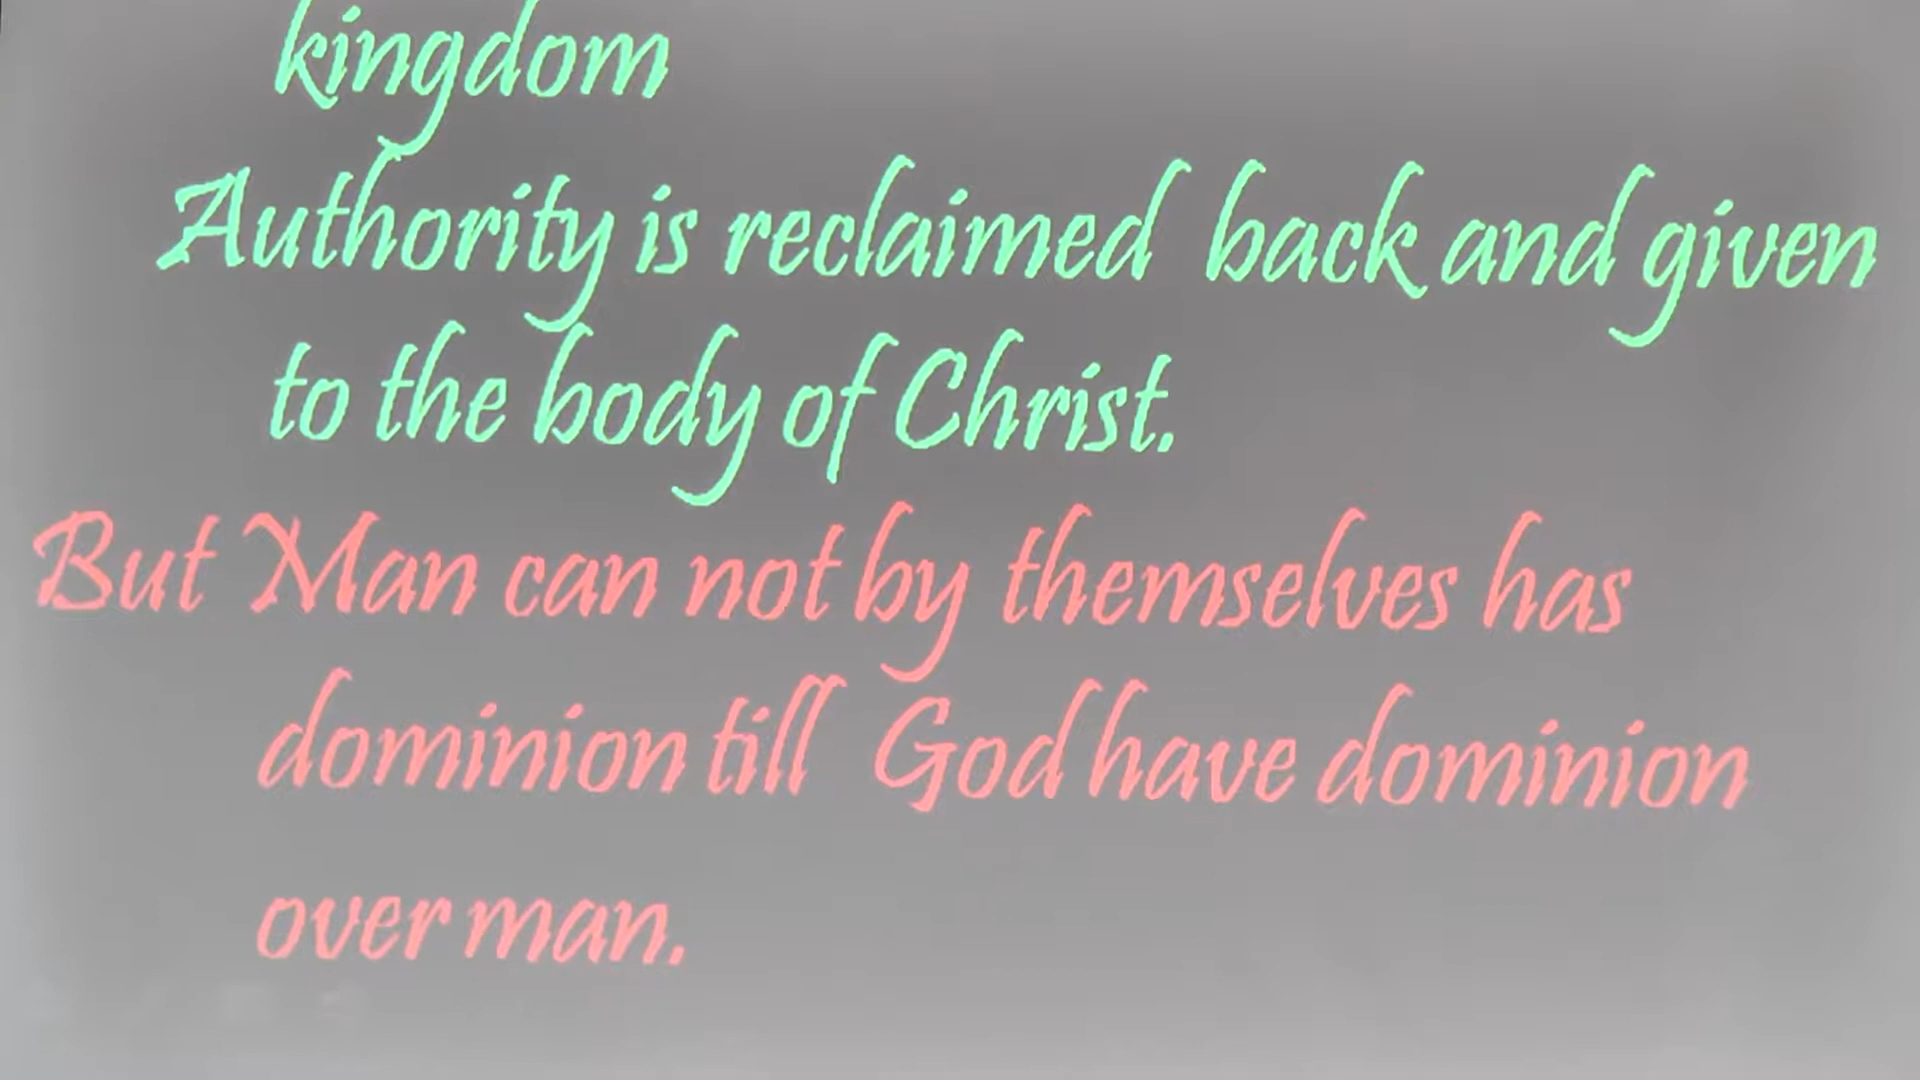 kingdom
Authority is reclaimed back and given
to the body of Christ.
But Man can not by themselves has
dominion till God have dominion
over man.